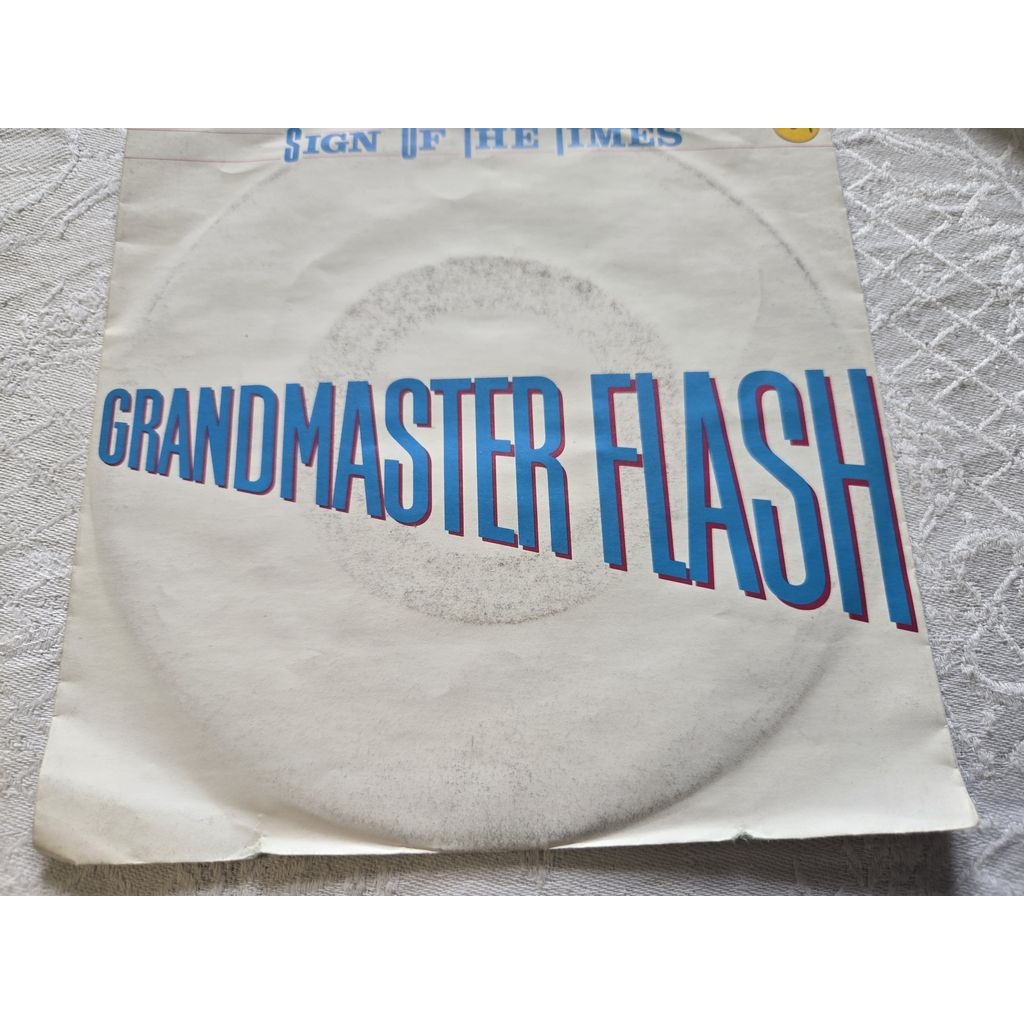 SIGN OF THE TIMES
GRANDMASTER FLASH